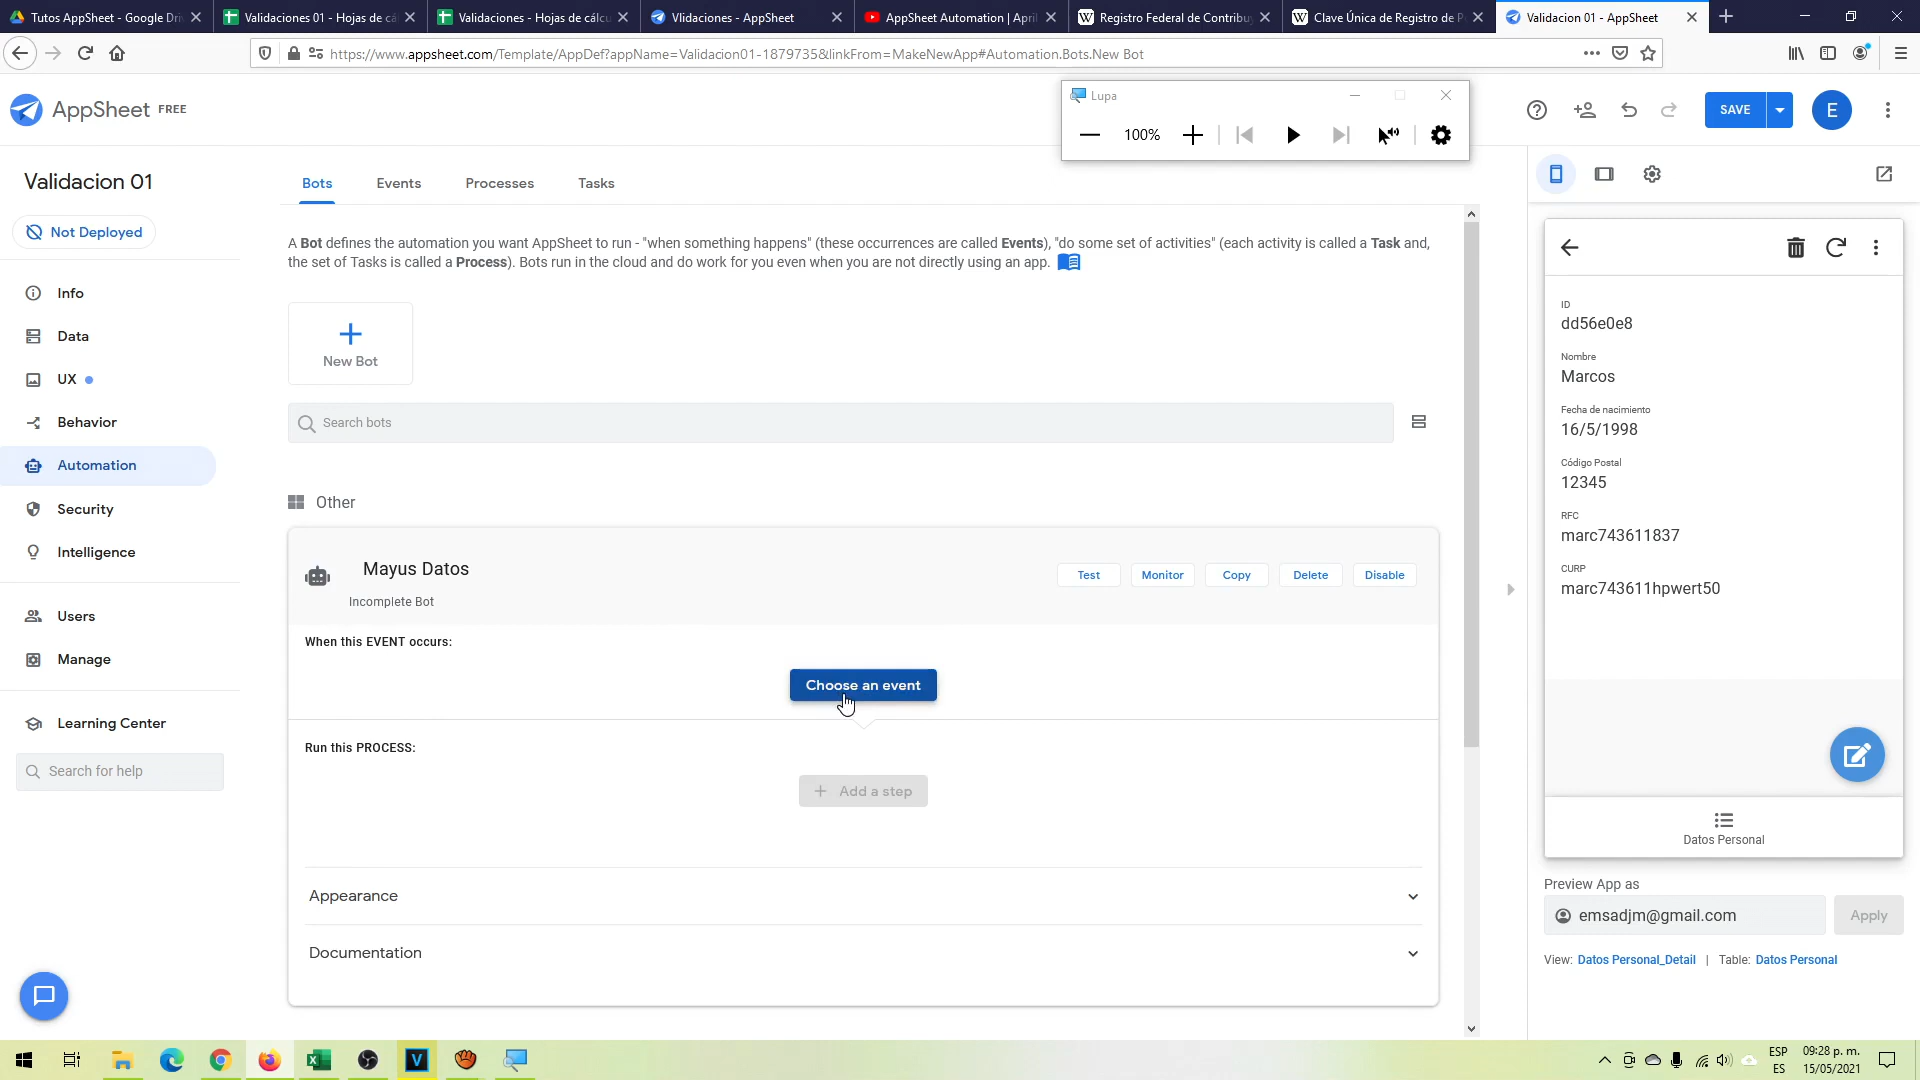 Tutos AppSheet - Google Dri
Validaciones 01 - Hojas de cá
Validaciones - Hojas de cálcu
Vlidaciones - AppSheet
AppSheet Automation | Apri
Registro Federal de Contribu
Clave Única de Registro de P
Validacion 01 - AppSheet
https://www.appsheet.com/Template/AppDef?appName=Validacion01-1879735&linkFrom=MakeNewApp#Automation.Bots.New Bot
AppSheet FREE
Lupa
100%
SAVE
E
Validacion 01
Not Deployed
Info
Data
UX
Behavior
Automation
Security
Intelligence
Users
Manage
Learning Center
Search for help
Bots
Events
Processes
Tasks
A Bot defines the automation you want AppSheet to run - "when something happens" (these occurrences are called Events), "do some set of activities" (each activity is called a Task and,
the set of Tasks is called a Process). Bots run in the cloud and do work for you even when you are not directly using an app.
New Bot
Search bots
Other
Mayus Datos
Incomplete Bot
Test
Monitor
Copy
Delete
Disable
When this EVENT occurs:
Choose an event
Run this PROCESS:
Add a step
Appearance
Documentation
ID
dd56e0e8
Nombre
Marcos
Fecha de nacimiento
16/5/1998
Código Postal
12345
RFC
marc743611837
CURP
marc743611hpwert50
Datos Personal
Preview App as
emsadjm@gmail.com
Apply
View: Datos Personal_Detail | Table: Datos Personal
ESP
ES
09:28 p. m.
15/05/2021